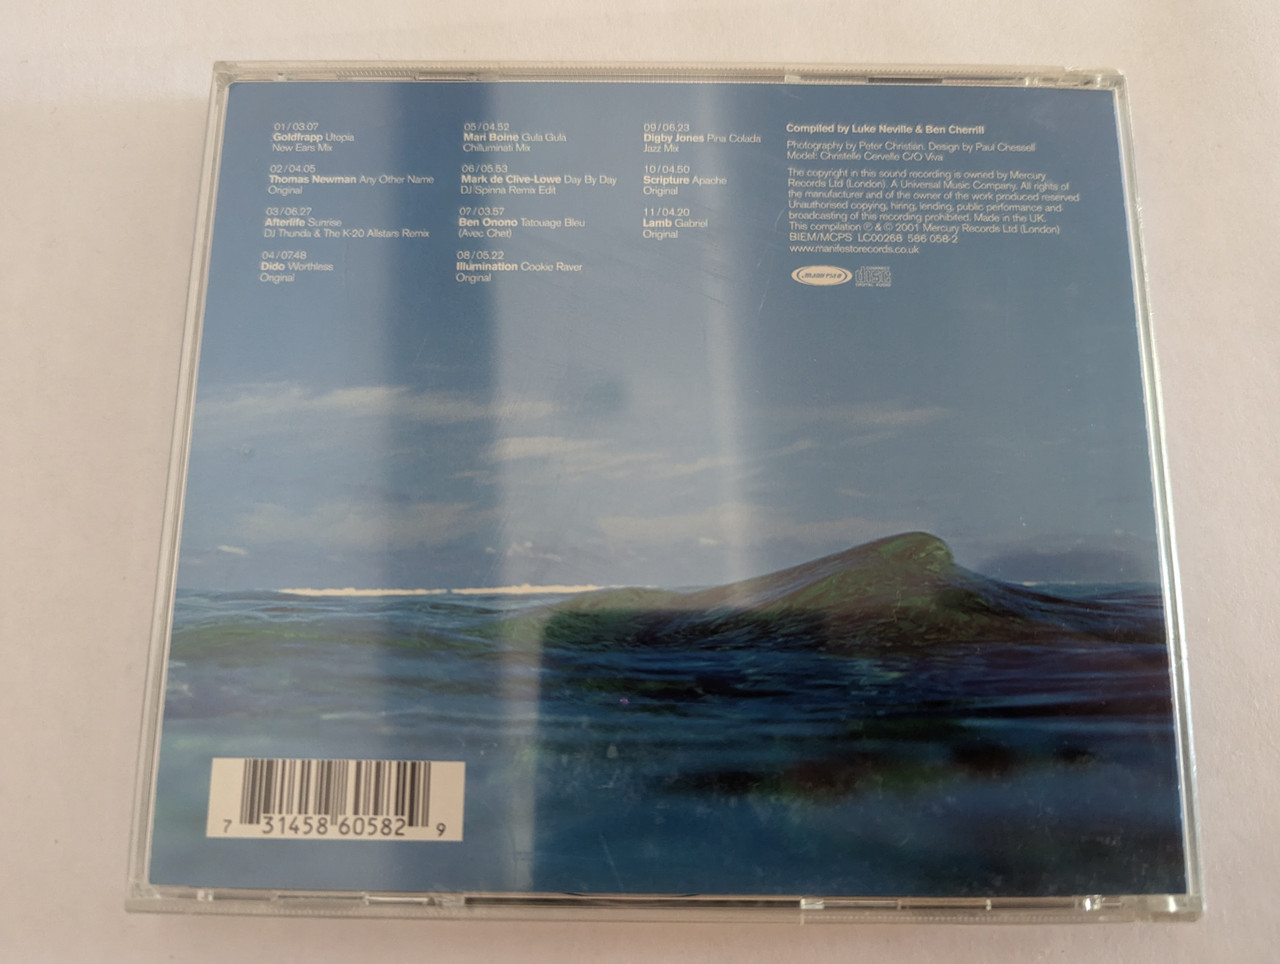 01/03.07
Goldfrapp Utopia
New Ears Mix
02/04.05
Thomas Newman Any Other Name
Original
03/06.27
Afterlife Sunrise
DJ Thunda & The K-20 Allstars Remix
04/07.48
Dido Worthless
Original
05/04.52
Mari Boine Gula Gula
Chilluminati Mix
06/05.53
Mark de Clive-Lowe Day By Day
DJ Spinna Remix Edit
07/03.57
Ben Onono Tatouage Bleu
(Avec Chet)
08/05.22
Illumination Cookie Raver
Original
09/06.23
Digby Jones Pina Colada
Jazz Mix
10/04.50
Scripture Apache
Original
11/04.20
Lamb Gabriel
Original
Compiled by Luke Neville & Ben Cherrill
Photography by Peter Christian. Design by Paul Chessell
Model: Christelle Cervelle C/O Viva
The copyright in this sound recording is owned by Mercury
Records Ltd (London). A Universal Music Company. All rights of
the manufacturer and of the owner of the work produced reserved
Unauthorised copying, hiring, lending, public performance and
broadcasting of this recording prohibited. Made in the UK.
This compilation ℗ & © 2001 Mercury Records Ltd (London)
BIEM/MCPS LC00268 586 058-2
www.manifestorecords.co.uk
COMPACT
disc
DIGITAL AUDIO
7 31458 60582 9